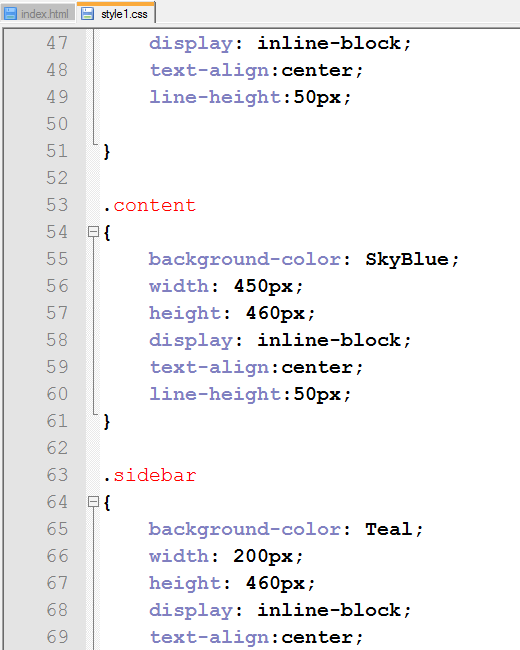 index.html style1.css
47 display: inline-block;
48 text-align:center;
49 line-height:50px;
50
51 }
52
53 .content
54 {
55 background-color: SkyBlue;
56 width: 450px;
57 height: 460px;
58 display: inline-block;
59 text-align:center;
60 line-height:50px;
61 }
62
63 .sidebar
64 {
65 background-color: Teal;
66 width: 200px;
67 height: 460px;
68 display: inline-block;
69 text-align:center;